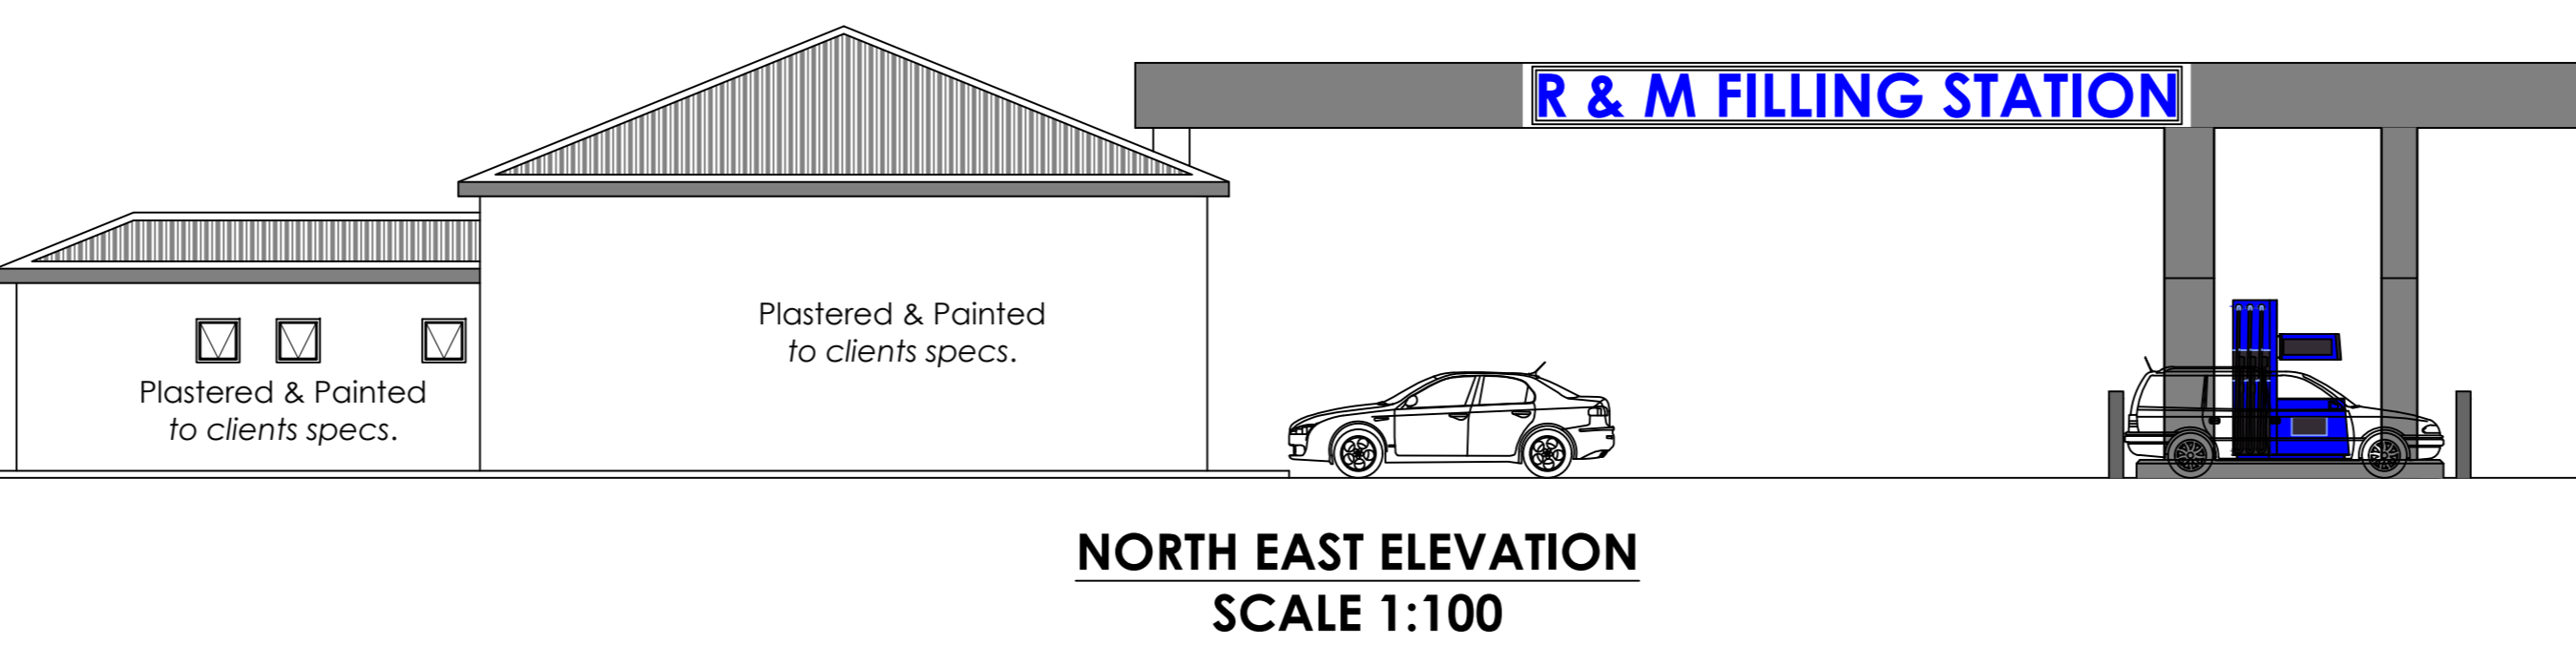 R & M FILLING STATION
Plastered & Painted
to clients specs.
Plastered & Painted
to clients specs.
NORTH EAST ELEVATION
SCALE 1:100